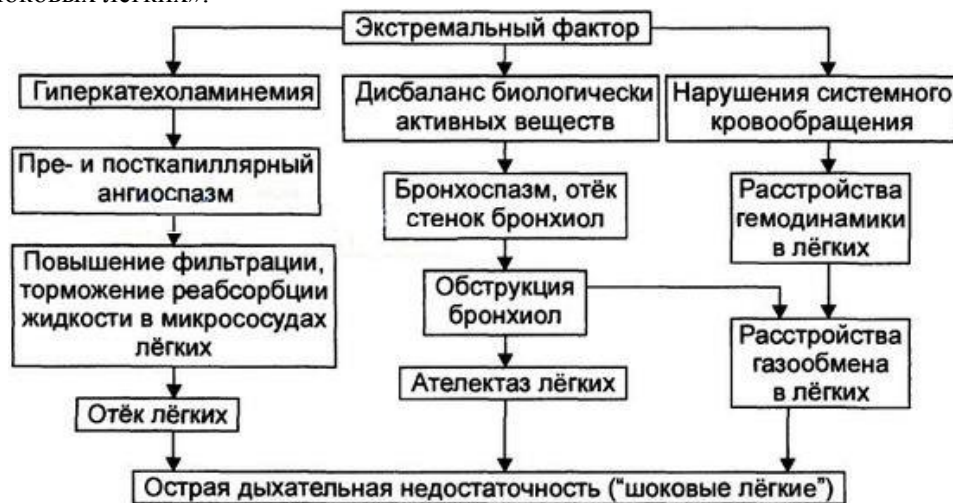 Экстремальный фактор
Гиперкатехоламинемия
Пре- и посткапиллярный
ангиоспазм
Повышение фильтрации,
торможение реабсорбции
жидкости в микрососудах
лёгких
Отёк лёгких
Дисбаланс биологически
активных веществ
Бронхоспазм, отёк
стенок бронхиол
Обструкция
бронхиол
Ателектаз лёгких
Нарушения системного
кровообращения
Расстройства
гемодинамики
в лёгких
Расстройства
газообмена
в лёгких
Острая дыхательная недостаточность (“шоковые лёгкие”)